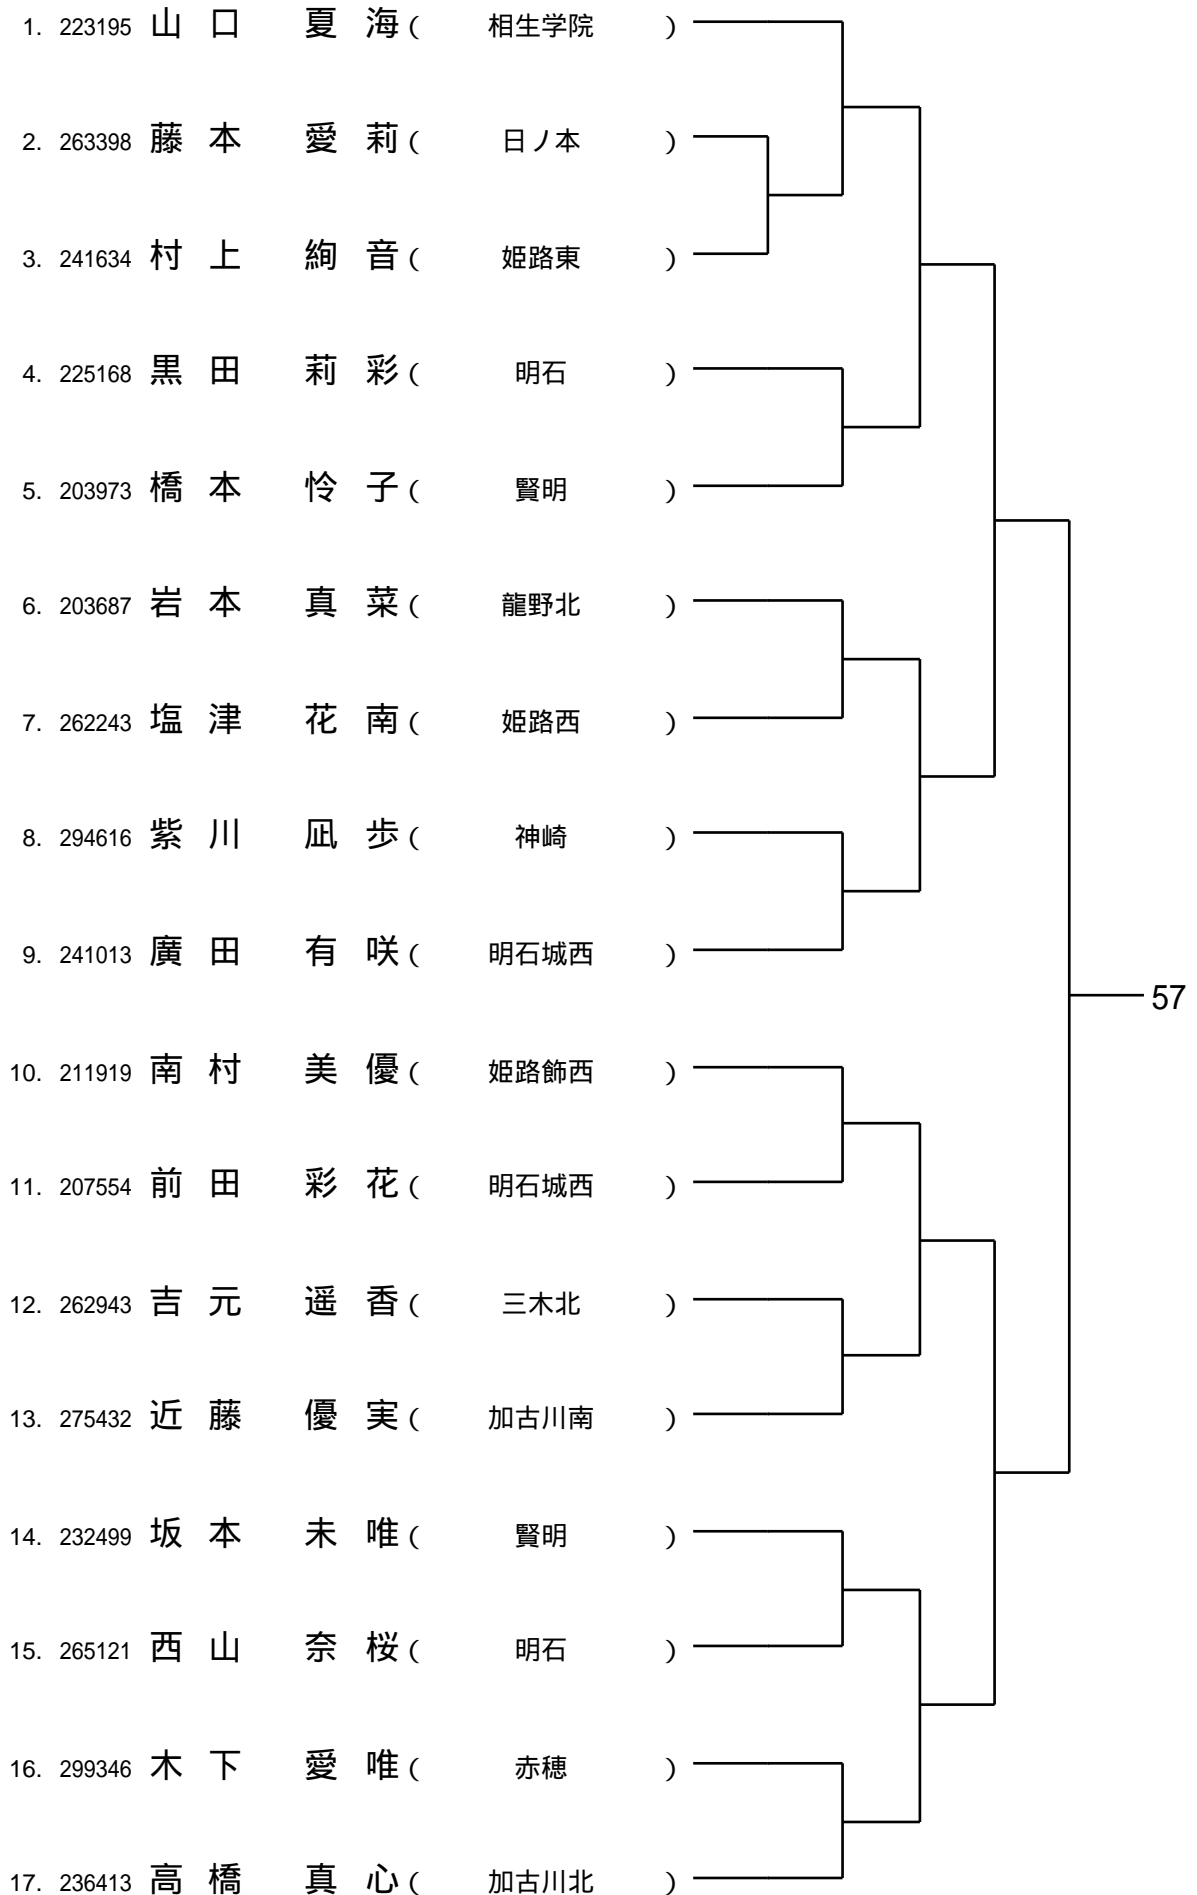 1. 223195 山 口 夏 海 ( 相生学院 )
2. 263398 藤 本 愛 莉 ( 日ノ本 )
3. 241634 村 上 絢 音 ( 姫路東 )
4. 225168 黒 田 莉 彩 ( 明石 )
5. 203973 橋 本 怜 子 ( 賢明 )
6. 203687 岩 本 真 菜 ( 龍野北 )
7. 262243 塩 津 花 南 ( 姫路西 )
8. 294616 紫 川 凪 歩 ( 神崎 )
9. 241013 廣 田 有 咲 ( 明石城西 )
57
10. 211919 南 村 美 優 ( 姫路飾西 )
11. 207554 前 田 彩 花 ( 明石城西 )
12. 262943 吉 元 遥 香 ( 三木北 )
13. 275432 近 藤 優 実 ( 加古川南 )
14. 232499 坂 本 未 唯 ( 賢明 )
15. 265121 西 山 奈 桜 ( 明石 )
16. 299346 木 下 愛 唯 ( 赤穂 )
17. 236413 高 橋 真 心 ( 加古川北 )